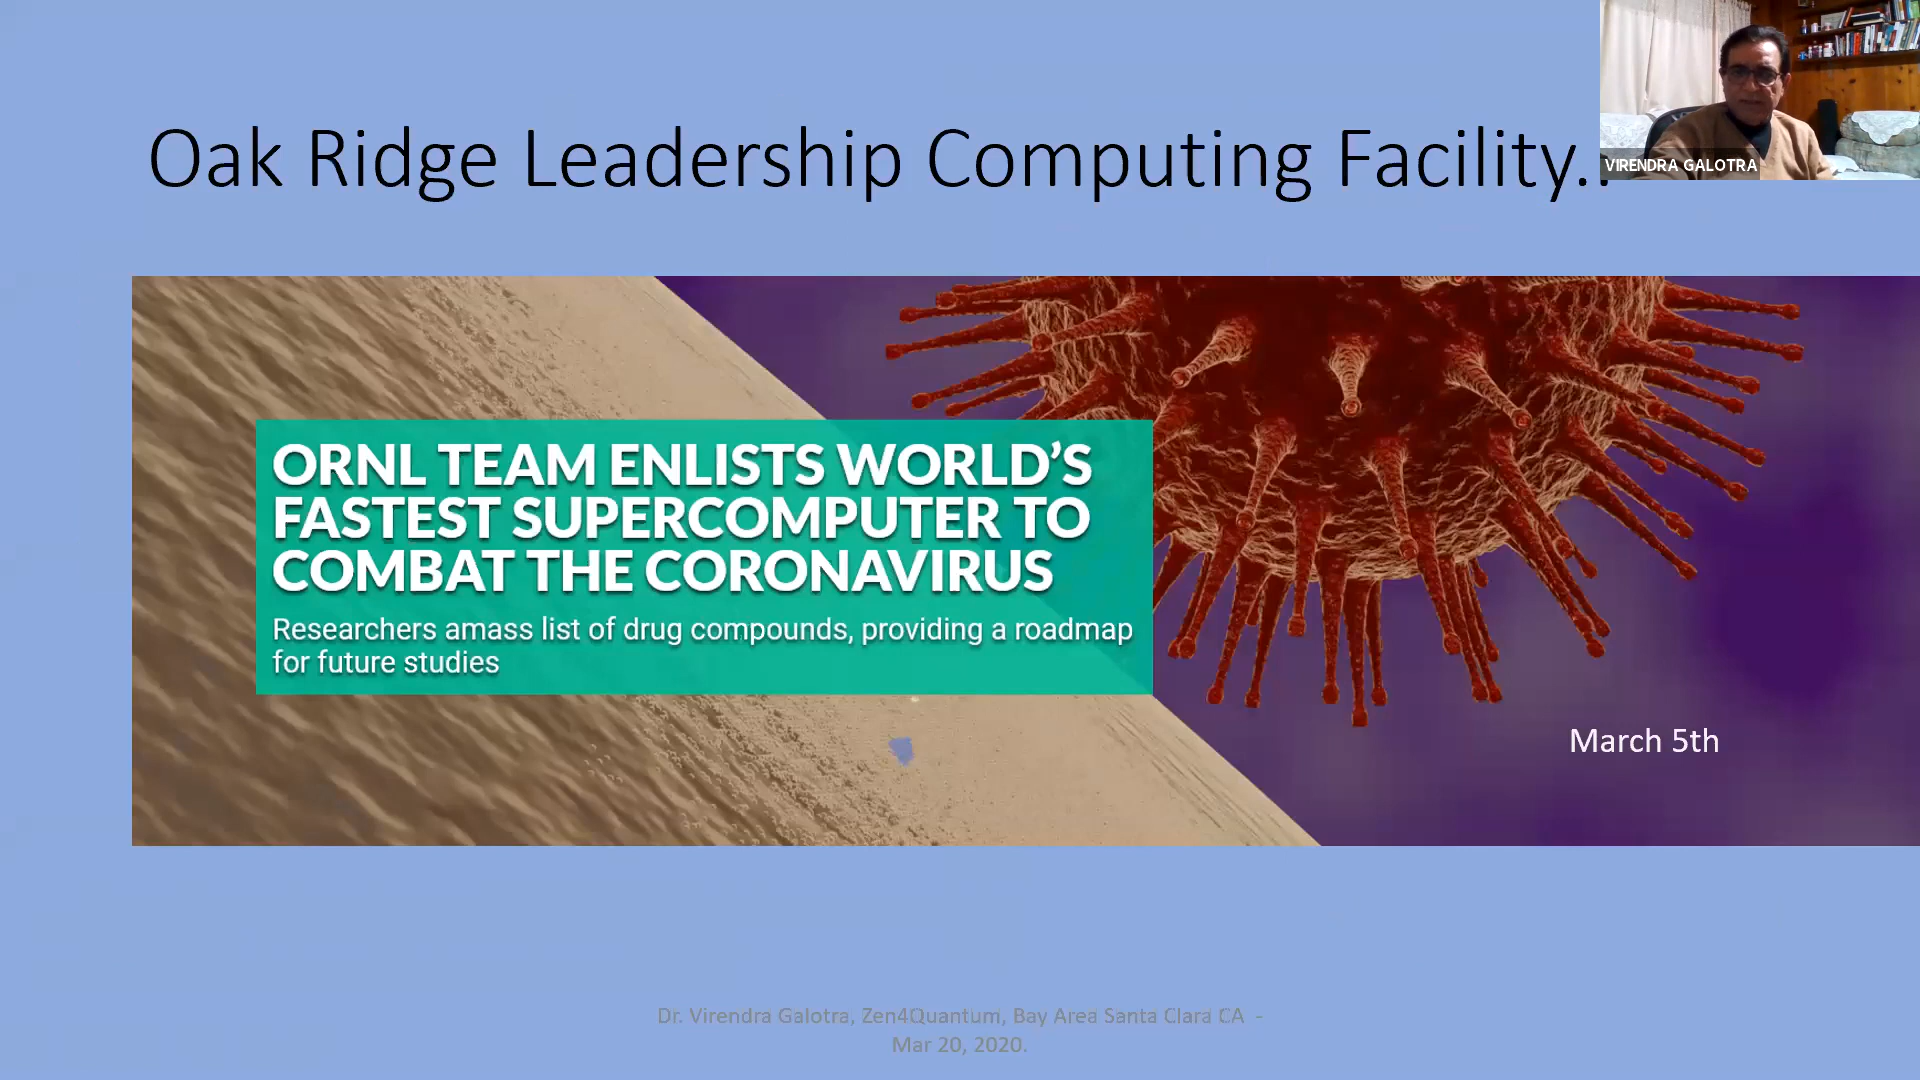 Oak Ridge Leadership Computing Facility..
VIRENDRA GALOTRA
ORNL TEAM ENLISTS WORLD’S
FASTEST SUPERCOMPUTER TO
COMBAT THE CORONAVIRUS
Researchers amass list of drug compounds, providing a roadmap
for future studies
March 5th
Dr. Virendra Galotra, Zen4Quantum, Bay Area Santa Clara CA -
Mar 20, 2020.